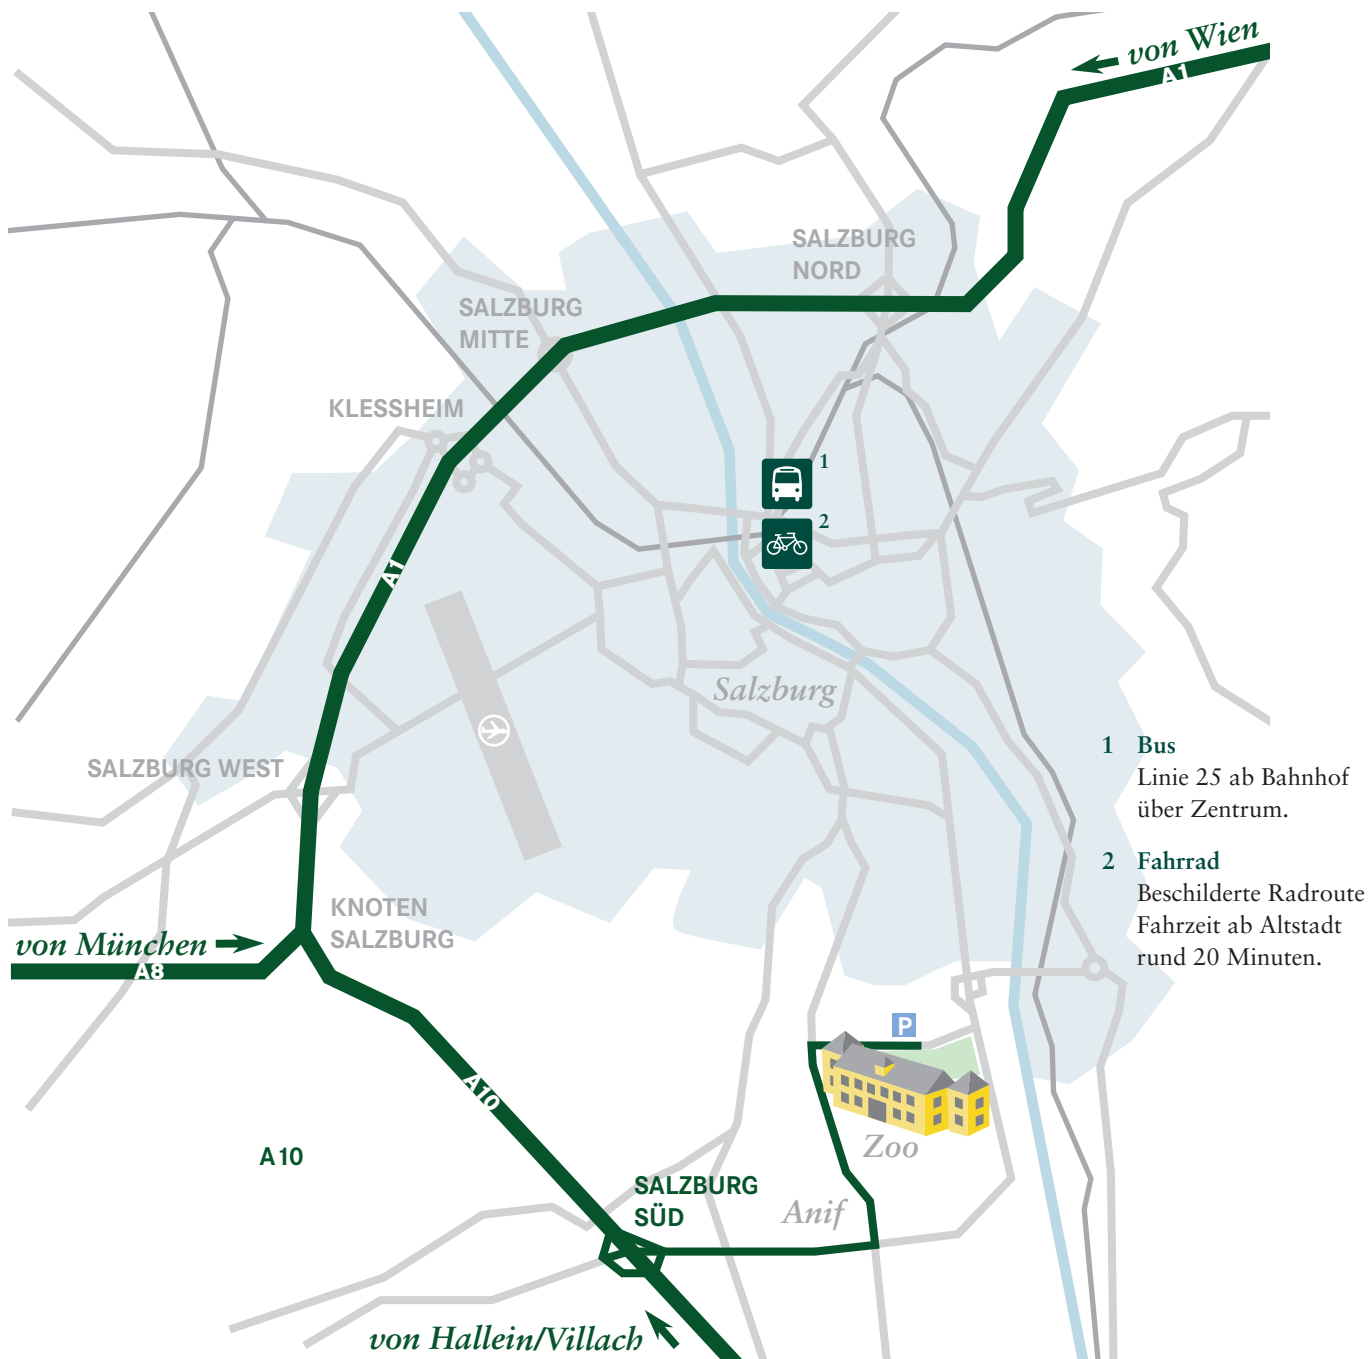 von Wien
A1
SALZBURG
NORD
SALZBURG
MITTE
KLESSHEIM
1
2
A1
Salzburg
SALZBURG WEST
1 Bus
Linie 25 ab Bahnhof
über Zentrum.
2 Fahrrad
Beschilderte Radroute
Fahrzeit ab Altstadt
rund 20 Minuten.
KNOTEN
SALZBURG
von München
A8
P
A10
Zoo
A10
SALZBURG
SÜD
Anif
von Hallein/Villach